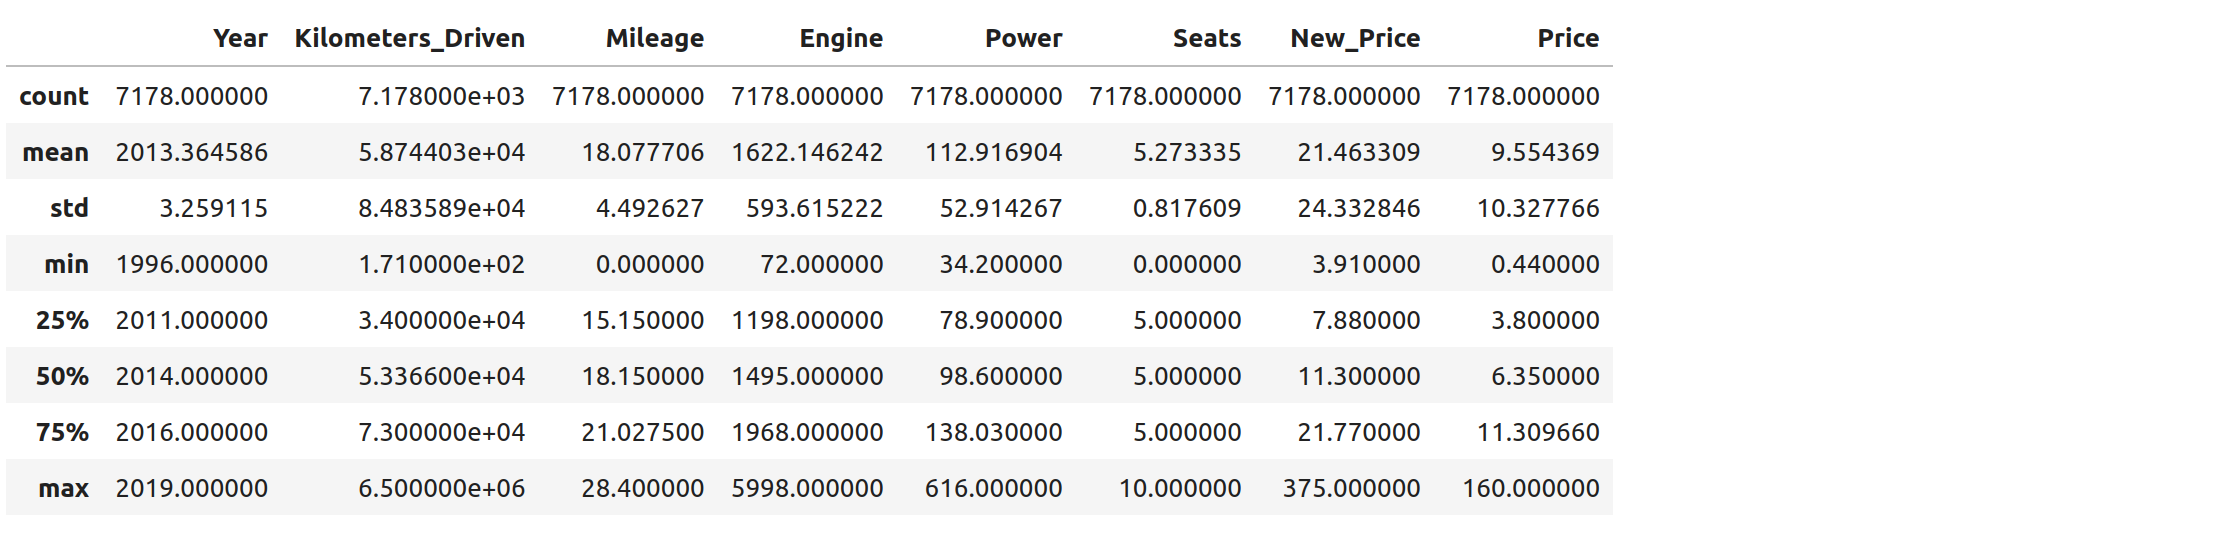 Year Kilometers_Driven Mileage Engine Power Seats New_Price Price
count 7178.000000 7.178000e+03 7178.000000 7178.000000 7178.000000 7178.000000 7178.000000 7178.000000
mean 2013.364586 5.874403e+04 18.077706 1622.146242 112.916904 5.273335 21.463309 9.554369
std 3.259115 8.483589e+04 4.492627 593.615222 52.914267 0.817609 24.332846 10.327766
min 1996.000000 1.710000e+02 0.000000 72.000000 34.200000 0.000000 3.910000 0.440000
25% 2011.000000 3.400000e+04 15.150000 1198.000000 78.900000 5.000000 7.880000 3.800000
50% 2014.000000 5.336600e+04 18.150000 1495.000000 98.600000 5.000000 11.300000 6.350000
75% 2016.000000 7.300000e+04 21.027500 1968.000000 138.030000 5.000000 21.770000 11.309660
max 2019.000000 6.500000e+06 28.400000 5998.000000 616.000000 10.000000 375.000000 160.000000